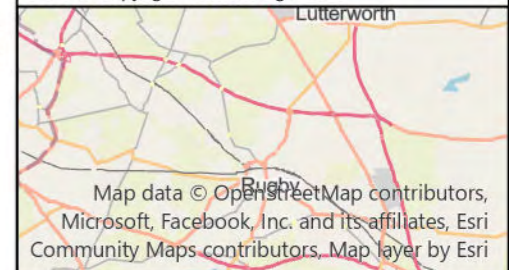 Lutterworth
Rugby
Map data © OpenStreetMap contributors,
Microsoft, Facebook, Inc. and its affiliates, Esri
Community Maps contributors, Map layer by Esri